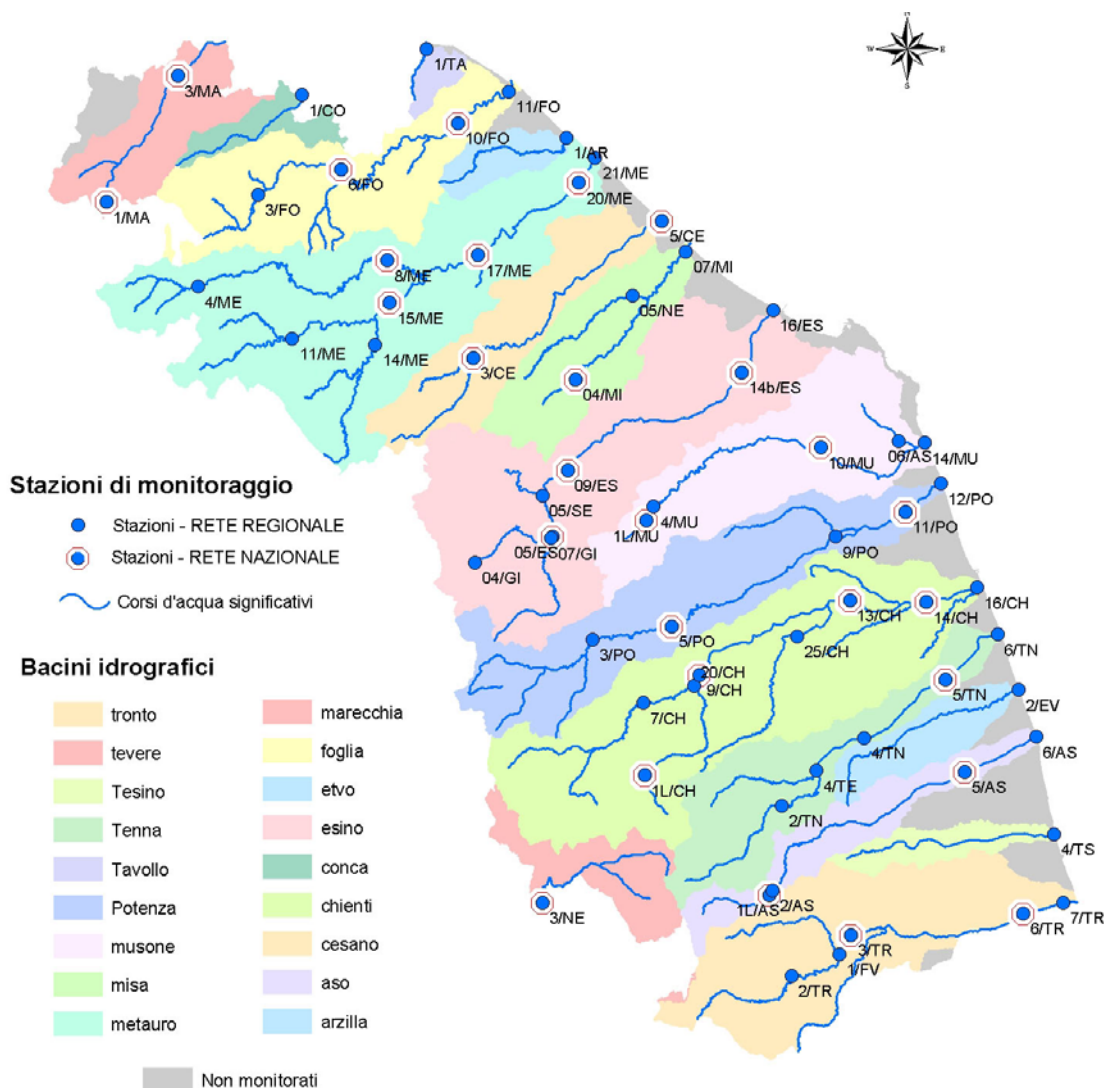 N
W
E
S
1/TA
3/MA
1/CO
11/FO
10/FO
1/AR
21/ME
6/FO
20/ME
3/FO
1/MA
5/CE
07/MI
8/ME
17/ME
4/ME
05/NE
15/ME
16/ES
11/ME
14/ME
3/CE
14b/ES
04/MI
10/MU
06/AS
14/MU
Stazioni di monitoraggio
09/ES
12/PO
05/SE
4/MU
11/PO
Stazioni - RETE REGIONALE
1L/MU
05/ES
07/GI
9/PO
Stazioni - RETE NAZIONALE
04/GI
16/CH
Corsi d'acqua significativi
13/CH
14/CH
5/PO
3/PO
25/CH
6/TN
Bacini idrografici
20/CH
9/CH
5/TN
7/CH
2/EV
tronto
marecchia
4/TN
6/AS
tevere
foglia
4/TE
5/AS
1L/CH
Tesino
etvo
2/TN
Tenna
esino
4/TS
Tavollo
conca
Potenza
chienti
3/NE
1L/AS
2/AS
7/TR
6/TR
musone
cesano
3/TR
1/FV
misa
aso
2/TR
metauro
arzilla
Non monitorati